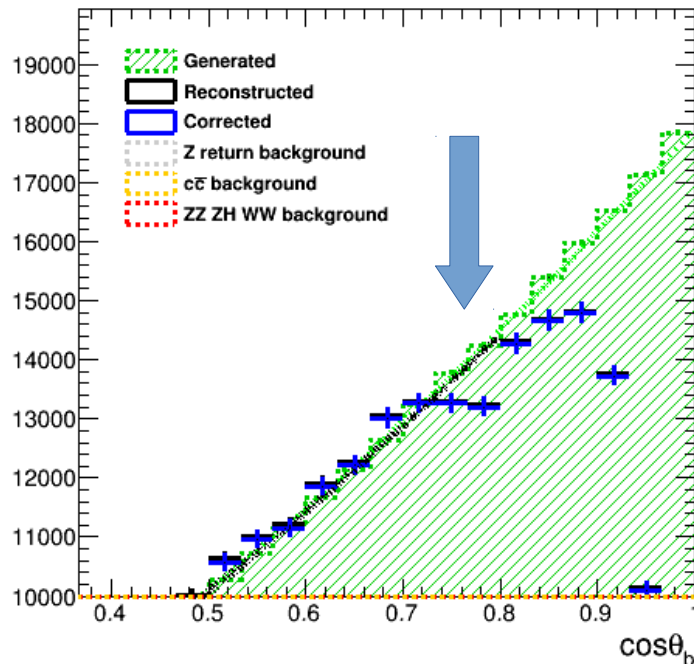 19000
18000
17000
16000
15000
14000
13000
12000
11000
10000
Generated
Reconstructed
Corrected
Z return background
cc̅ background
ZZ ZH WW background
0.4 0.5 0.6 0.7 0.8 0.9 1
cosθb